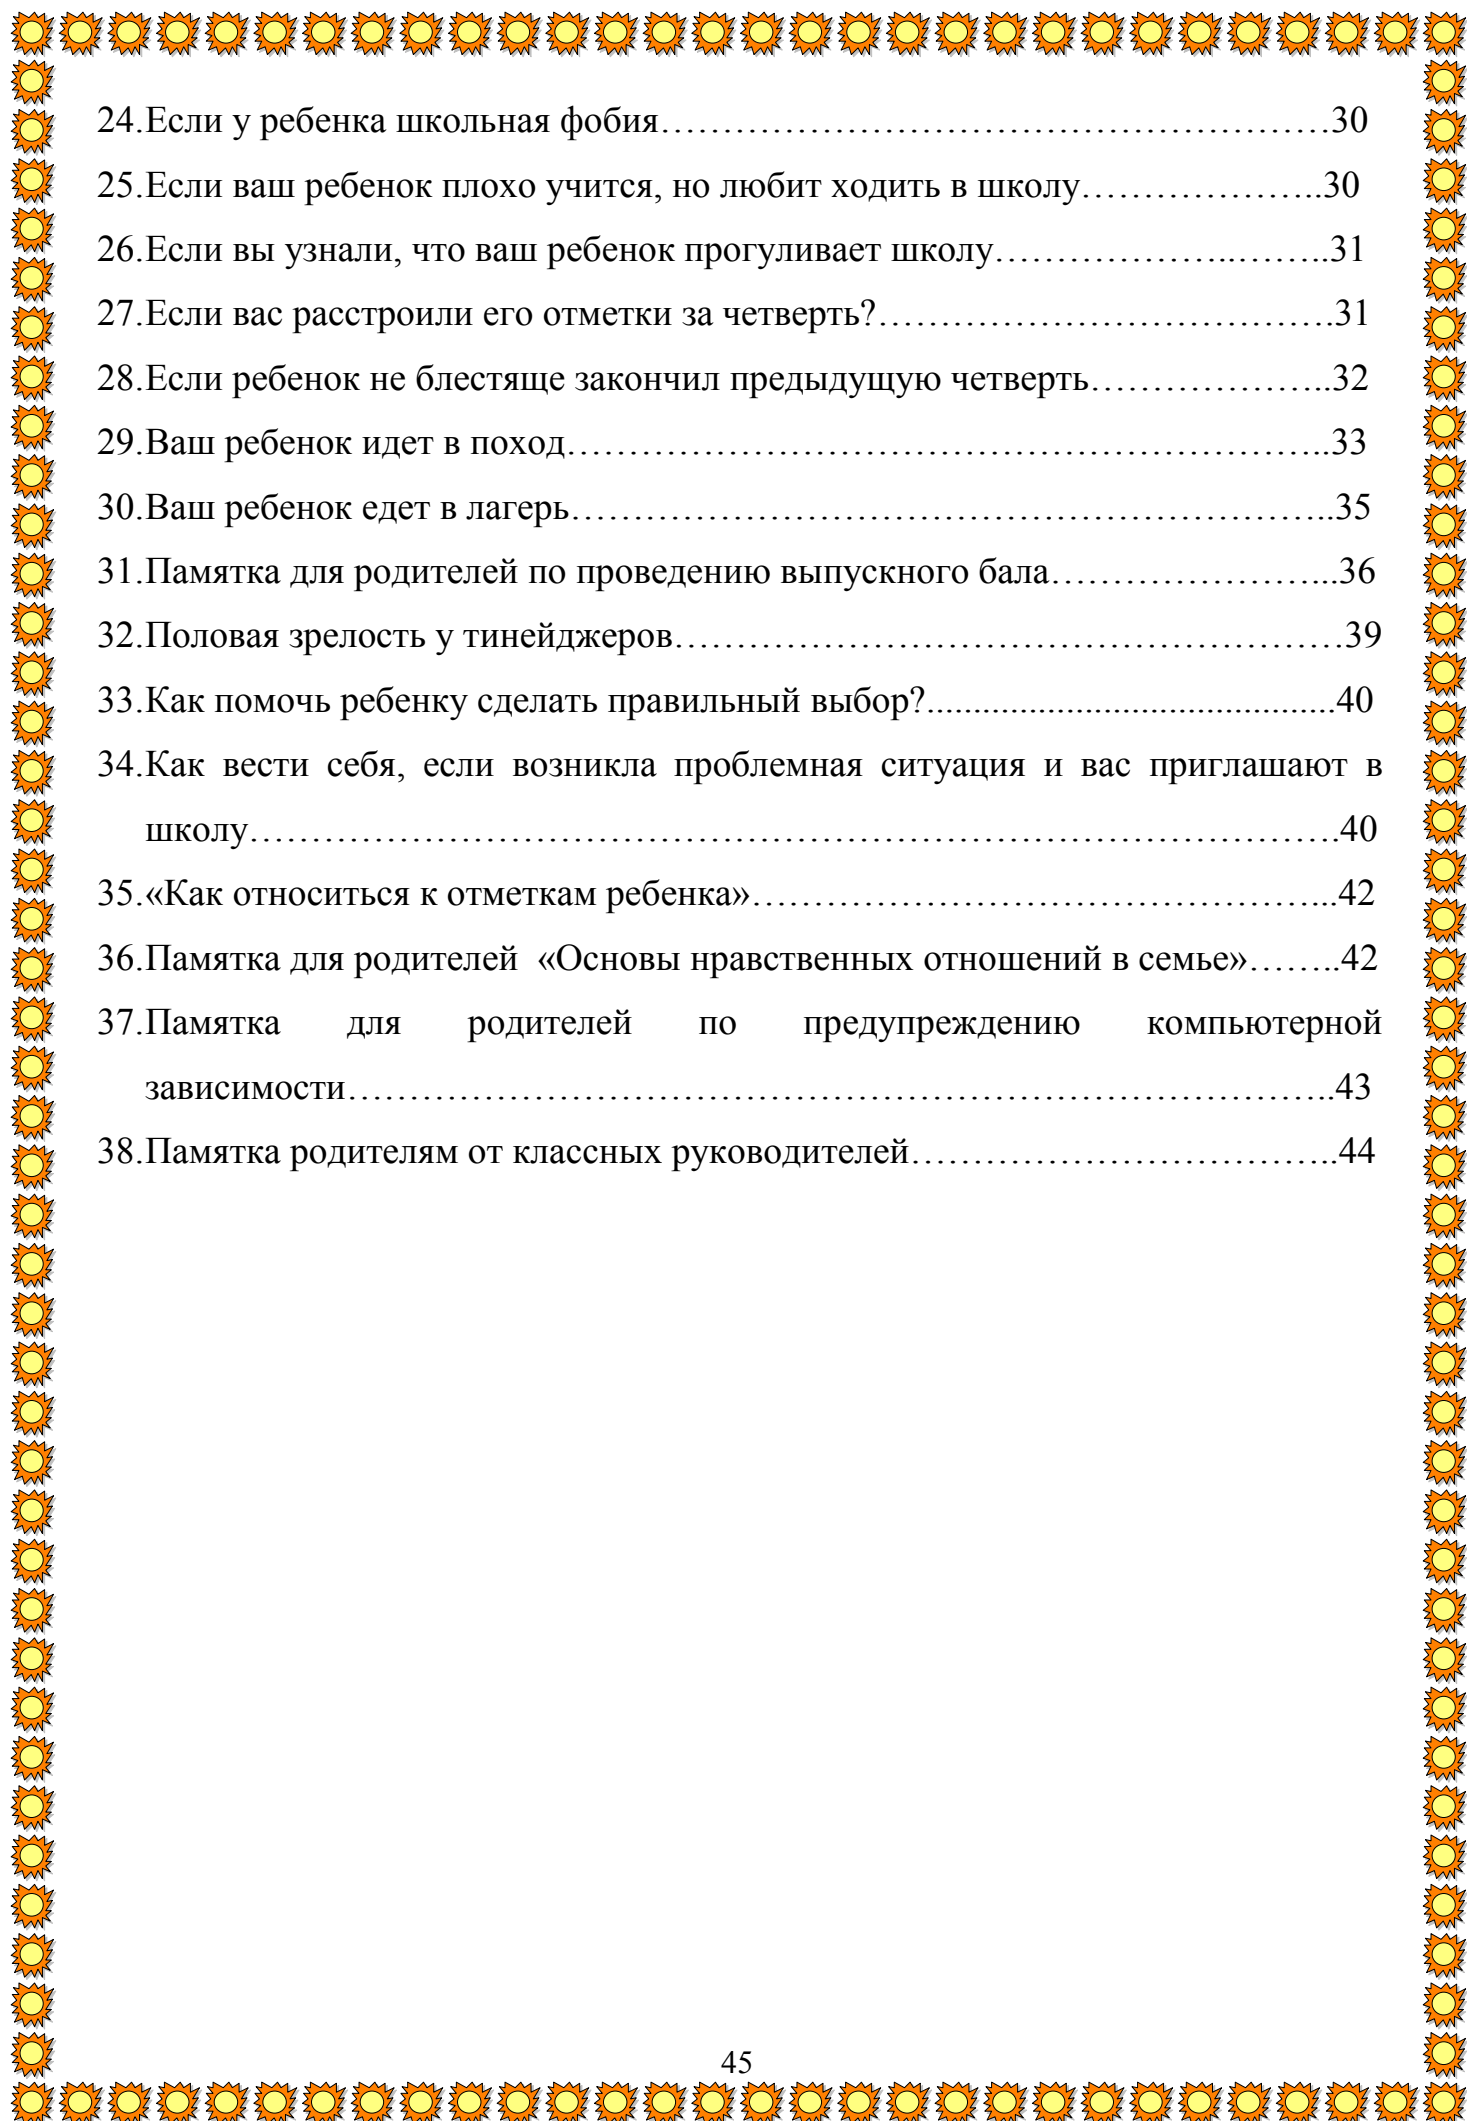 24.Если у ребенка школьная фобия……………………………………………………30
25.Если ваш ребенок плохо учится, но любит ходить в школу………………..30
26.Если вы узнали, что ваш ребенок прогуливает школу………………..……..31
27.Если вас расстроили его отметки за четверть?……………………………….31
28.Если ребенок не блестяще закончил предыдущую четверть………………..32
29.Ваш ребенок идет в поход…………………………………………………………..33
30.Ваш ребенок едет в лагерь…………………………………………………………..35
31.Памятка для родителей по проведению выпускного бала…………………...36
32.Половая зрелость у тинейджеров…………………………………………………39
33.Как помочь ребенку сделать правильный выбор?.......................................40
34.Как вести себя, если возникла проблемная ситуация и вас приглашают в
школу……………………………………………………………………………………40
35.«Как относиться к отметкам ребенка»…………………………………………...42
36.Памятка для родителей  «Основы нравственных отношений в семье»……..42
37.Памятка для родителей по предупреждению компьютерной
зависимости…………………………………………………………………………..43
38.Памятка родителям от классных руководителей……………………………..44
45